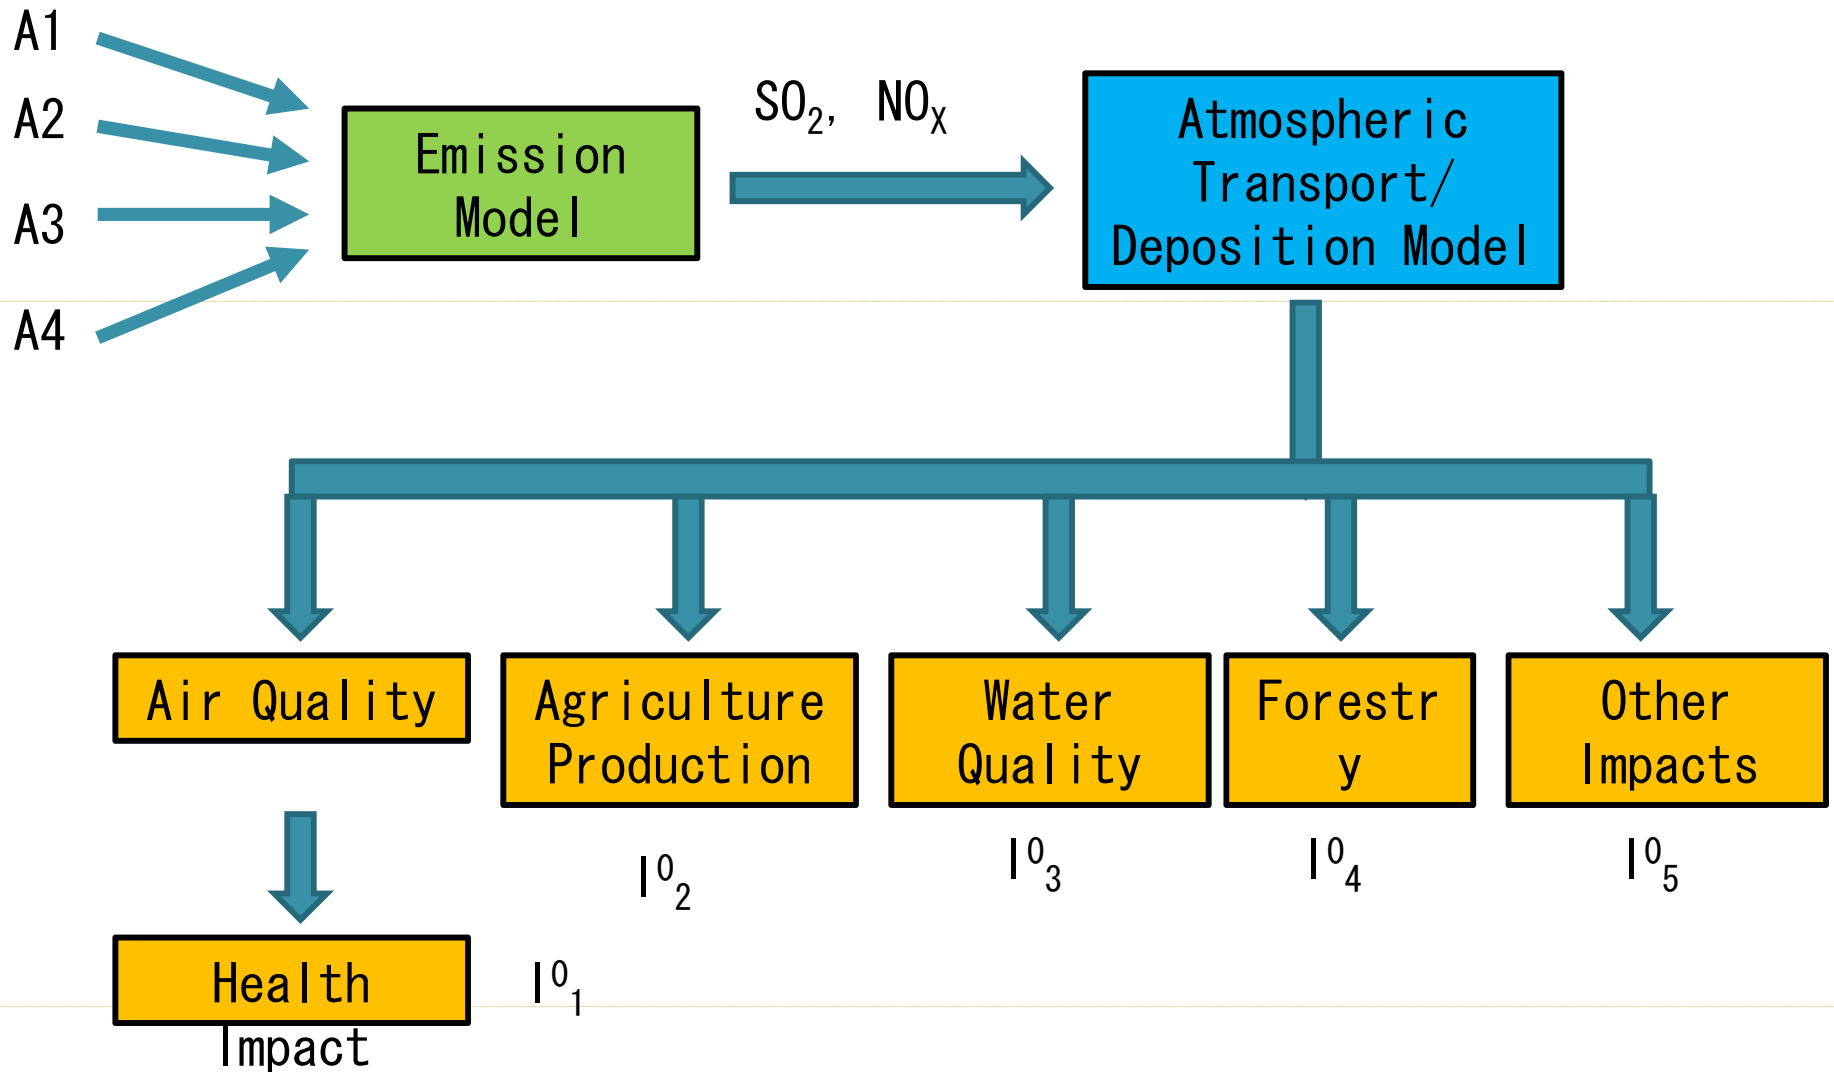 A1
A2
A3
A4
Emission
Model
SO₂, NOₓ
Atmospheric
Transport/
Deposition Model
Air Quality
Agriculture
Production
Water
Quality
Forestr
y
Other
Impacts
I⁰₂
I⁰₃
I⁰₄
I⁰₅
Health
Impact
I⁰₁